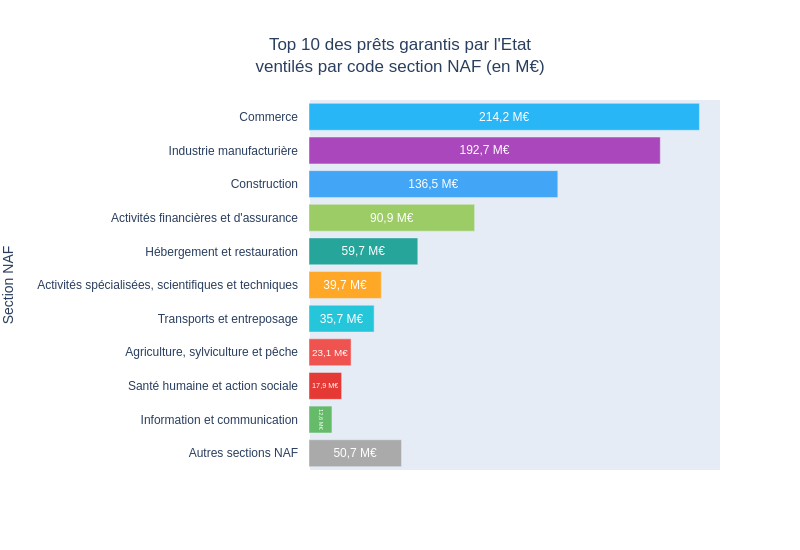 Top 10 des prêts garantis par l'Etat
ventilés par code section NAF (en M€)
Section NAF
Commerce 214,2 M€
Industrie manufacturière 192,7 M€
Construction 136,5 M€
Activités financières et d'assurance 90,9 M€
Hébergement et restauration 59,7 M€
Activités spécialisées, scientifiques et techniques 39,7 M€
Transports et entreposage 35,7 M€
Agriculture, sylviculture et pêche 23,1 M€
Santé humaine et action sociale 17,9 M€
Information et communication
Autres sections NAF 50,7 M€